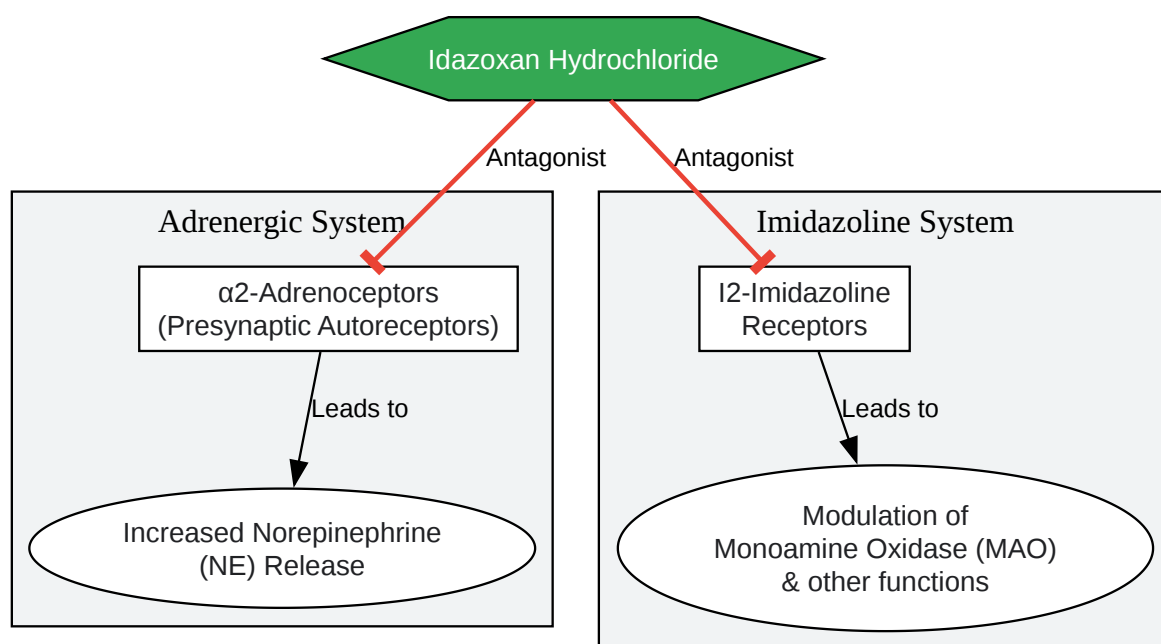 Idazoxan Hydrochloride
Antagonist
Antagonist
Adrenergic System
α2-Adrenoceptors
(Presynaptic Autoreceptors)
Leads to
Increased Norepinephrine
(NE) Release
Imidazoline System
I2-Imidazoline
Receptors
Leads to
Modulation of
Monoamine Oxidase (MAO)
& other functions